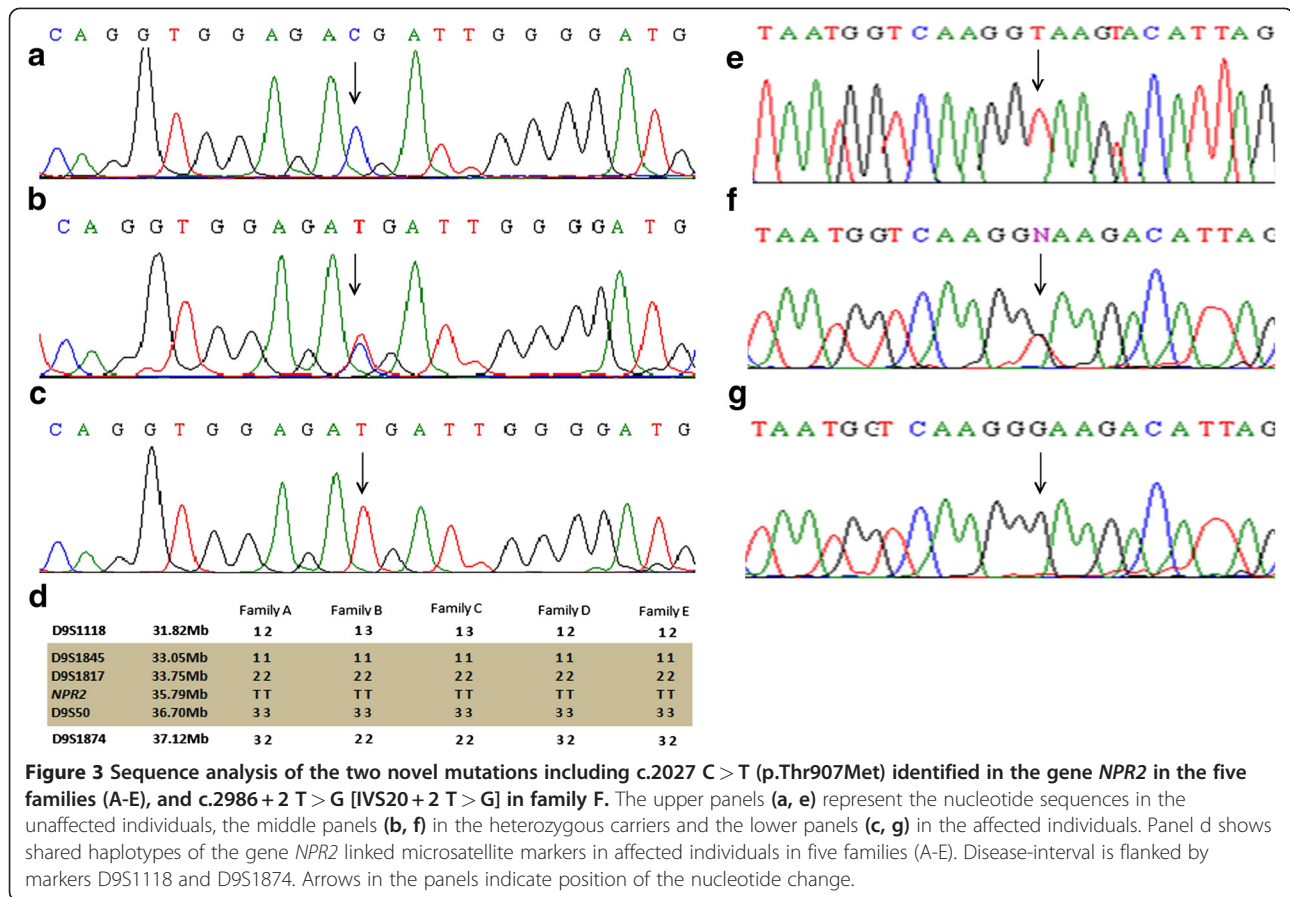 C A G G T G G A G A C G A T T G G G G A T G
a
b
C A G G T G G A G A T G A T T G G G G A T G
c
C A G G T G G A G A T G A T T G G G G A T G
d
Family A Family B Family C Family D Family E
D9S1118 31.82Mb 1 2 1 3 1 3 1 2 1 2
D9S1845 33.05Mb 1 1 1 1 1 1 1 1 1 1
D9S1817 33.75Mb 2 2 2 2 2 2 2 2 2 2
NPR2 35.79Mb T T T T T T T T T T
D9S50 36.70Mb 3 3 3 3 3 3 3 3 3 3
D9S1874 37.12Mb 3 2 2 2 2 2 3 2 3 2
TAATGGTCAAGGTAAGTACATTAG
e
f
TAATGGTCAAGGNAAGACATTAG
g
TAATGGTCAAGGGAAGACATTAG
Figure 3 Sequence analysis of the two novel mutations including c.2027 C > T (p.Thr907Met) identified in the gene NPR2 in the five
families (A-E), and c.2986 + 2 T > G [IVS20 + 2 T > G] in family F. The upper panels (a, e) represent the nucleotide sequences in the
unaffected individuals, the middle panels (b, f) in the heterozygous carriers and the lower panels (c, g) in the affected individuals. Panel d shows
shared haplotypes of the gene NPR2 linked microsatellite markers in affected individuals in five families (A-E). Disease-interval is flanked by
markers D9S1118 and D9S1874. Arrows in the panels indicate position of the nucleotide change.